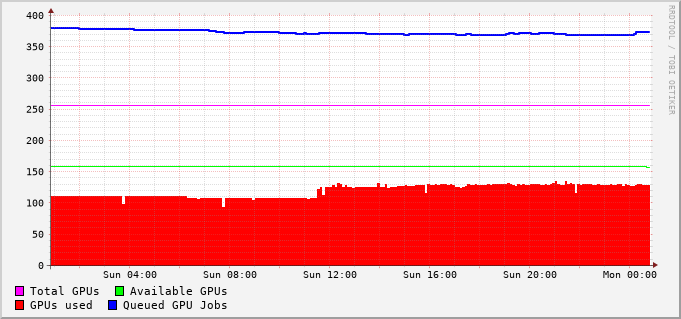 400
350
300
250
200
150
100
50
0
Sun 04:00 Sun 08:00 Sun 12:00 Sun 16:00 Sun 20:00 Mon 00:00
Total GPUs Available GPUs
GPUs used Queued GPU Jobs
RRDTOOL / TOBI OETIKER